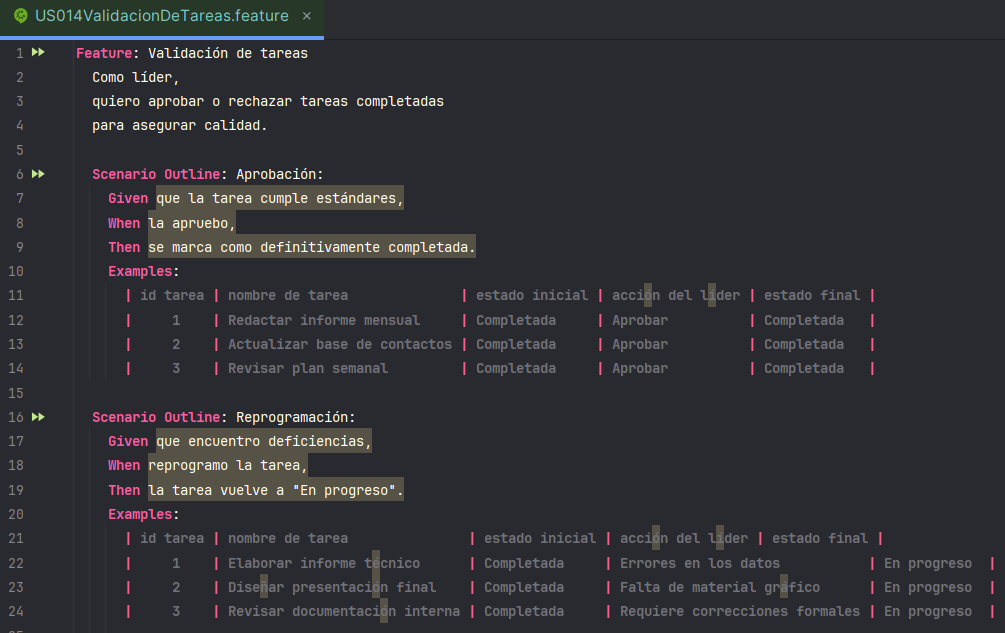 US014ValidacionDeTareas.feature ×
1 Feature: Validación de tareas
2 Como líder,
3 quiero aprobar o rechazar tareas completadas
4 para asegurar calidad.
5
6 Scenario Outline: Aprobación:
7 Given que la tarea cumple estándares,
8 When la apruebo,
9 Then se marca como definitivamente completada.
10 Examples:
11 | id tarea | nombre de tarea | estado inicial | acción del líder | estado final |
12 | 1 | Redactar informe mensual | Completada | Aprobar | Completada |
13 | 2 | Actualizar base de contactos | Completada | Aprobar | Completada |
14 | 3 | Revisar plan semanal | Completada | Aprobar | Completada |
15
16 Scenario Outline: Reprogramación:
17 Given que encuentro deficiencias,
18 When reprogramo la tarea,
19 Then la tarea vuelve a "En progreso".
20 Examples:
21 | id tarea | nombre de tarea | estado inicial | acción del líder | estado final |
22 | 1 | Elaborar informe técnico | Completada | Errores en los datos | En progreso |
23 | 2 | Diseñar presentación final | Completada | Falta de material gráfico | En progreso |
24 | 3 | Revisar documentación interna | Completada | Requiere correcciones formales | En progreso |